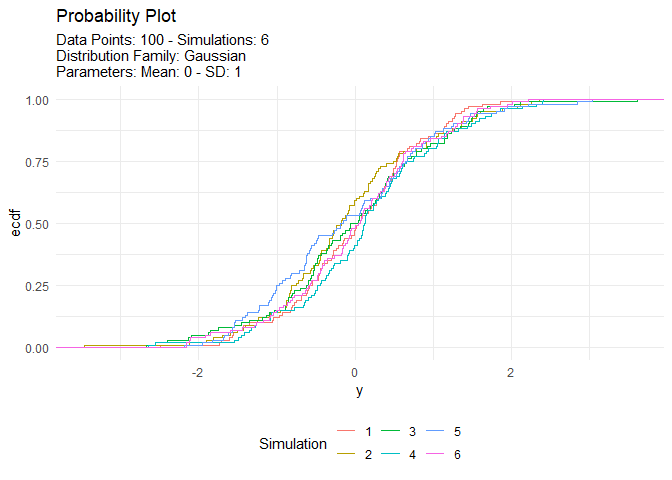 Probability Plot
Data Points: 100 - Simulations: 6
Distribution Family: Gaussian
Parameters: Mean: 0 - SD: 1
1.00
0.75
0.50
0.25
0.00
ecdf
-2 0 2
y
Simulation 1 3 5
2 4 6